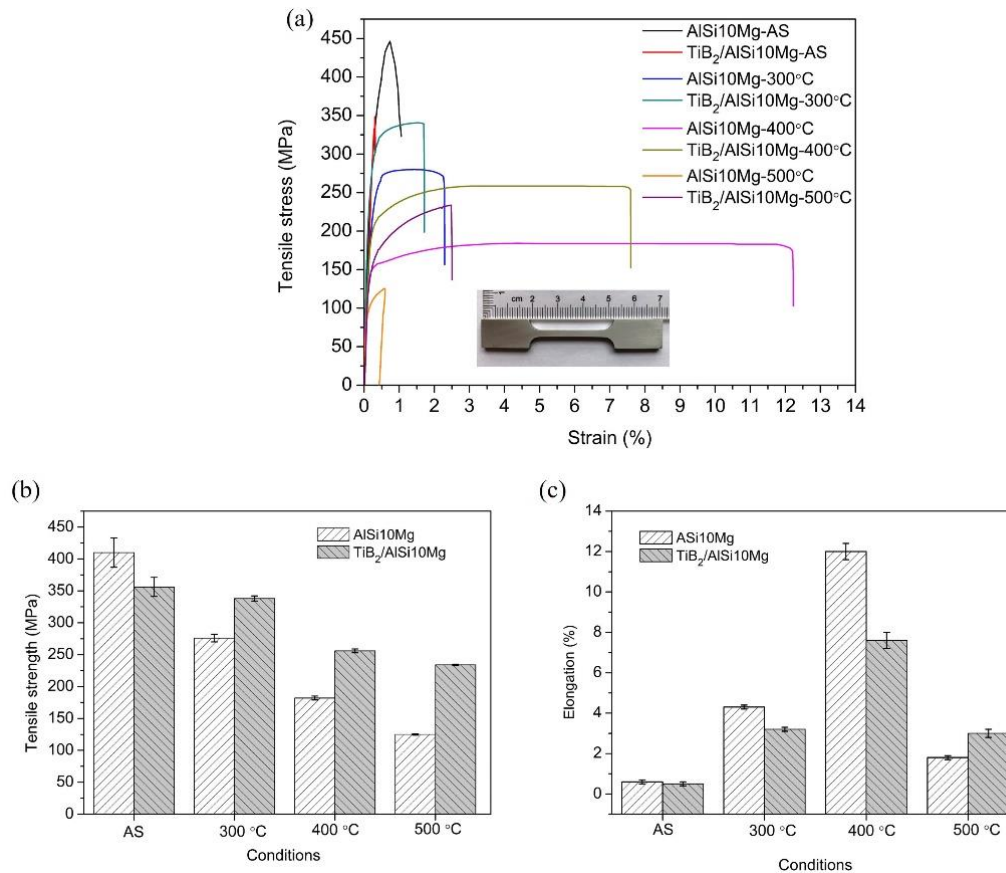 (a)
450
400
350
300
250
200
150
100
50
0
Tensile stress (MPa)
AlSi10Mg-AS
TiB₂/AlSi10Mg-AS
AlSi10Mg-300°C
TiB₂/AlSi10Mg-300°C
AlSi10Mg-400°C
TiB₂/AlSi10Mg-400°C
AlSi10Mg-500°C
TiB₂/AlSi10Mg-500°C
cm 2 3 4 5 6 7
0 1 2 3 4 5 6 7 8 9 10 11 12 13 14
Strain (%)
(b)
450
400
350
300
250
200
150
100
50
0
Tensile strength (MPa)
AlSi10Mg
TiB₂/AlSi10Mg
AS 300 °C 400 °C 500 °C
Conditions
(c)
14
12
10
8
6
4
2
0
Elongation (%)
ASi10Mg
TiB₂/AlSi10Mg
AS 300 °C 400 °C 500 °C
Conditions